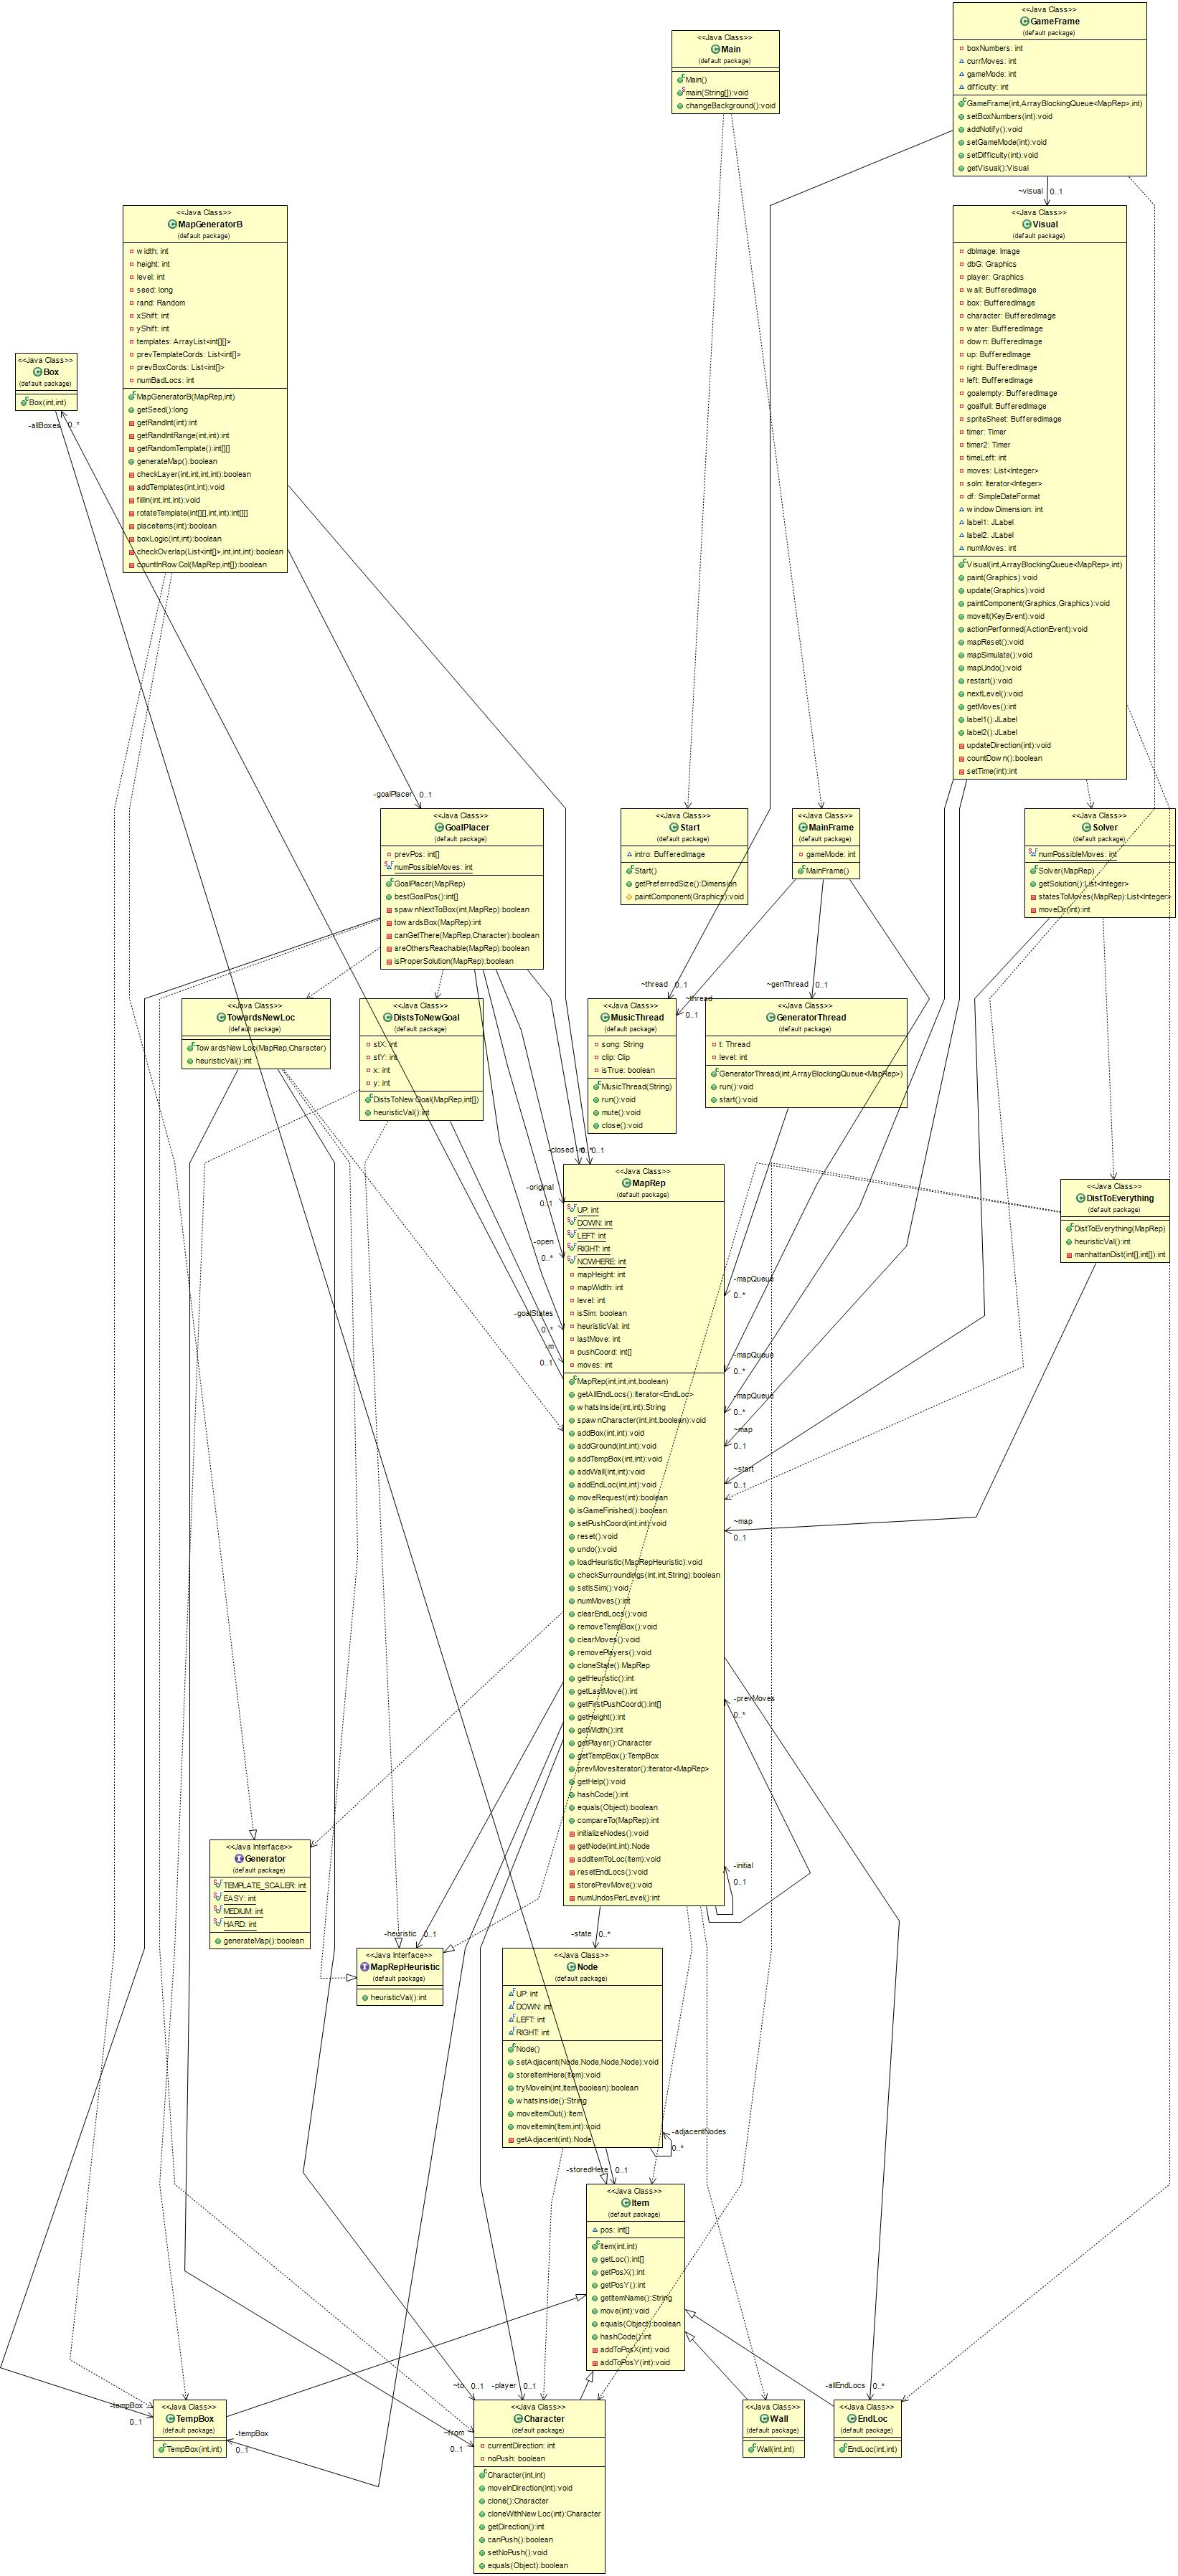 <<Java Class>>
GameFrame
(default package)
boxNumbers: int
currMoves: int
gameMode: int
difficulty: int
GameFrame(int,ArrayBlockingQueue<MapRep>,int)
setBoxNumbers(int):void
addNotify():void
setGameMode(int):void
setDifficulty(int):void
getVisual():Visual
<<Java Class>>
Main
(default package)
Main()
main(String[]):void
changeBackground():void
~visual 0..1
<<Java Class>>
MapGeneratorB
(default package)
width: int
height: int
level: int
seed: long
rand: Random
xShift: int
yShift: int
templates: ArrayList<int[][]>
prevTemplateCords: List<int[]>
prevBoxCords: List<int[]>
numBadLocs: int
MapGeneratorB(MapRep,int)
getSeed():long
getRandInt(int):int
getRandIntRange(int,int):int
getRandomTemplate():int[][]
generateMap():boolean
checkLayer(int,int,int,int):boolean
addTemplates(int,int):void
fillIn(int,int,int):void
rotateTemplate(int[][],int,int):int[][]
placeItems(int):boolean
boxLogic(int,int):boolean
checkOverlap(List<int[]>,int,int,int):boolean
countInRowCol(MapRep,int[]):boolean
<<Java Class>>
Visual
(default package)
dbImage: Image
dbG: Graphics
player: Graphics
wall: BufferedImage
box: BufferedImage
character: BufferedImage
water: BufferedImage
down: BufferedImage
up: BufferedImage
right: BufferedImage
left: BufferedImage
goalempty: BufferedImage
goalfull: BufferedImage
spriteSheet: BufferedImage
timer: Timer
timer2: Timer
timeLeft: int
moves: List<Integer>
soln: Iterator<Integer>
df: SimpleDateFormat
windowDimension: int
label1: JLabel
label2: JLabel
numMoves: int
Visual(int,ArrayBlockingQueue<MapRep>,int)
paint(Graphics):void
update(Graphics):void
paintComponent(Graphics,Graphics):void
moveIt(KeyEvent):void
actionPerformed(ActionEvent):void
mapReset():void
mapSimulate():void
mapUndo():void
restart():void
nextLevel():void
getMoves():int
label1():JLabel
label2():JLabel
updateDirection(int):void
countDown():boolean
setTime(int):int
<<Java Class>>
Box
(default package)
Box(int,int)
-allBoxes 0..*
-goalPlacer 0..1
<<Java Class>>
GoalPlacer
(default package)
prevPos: int[]
numPossibleMoves: int
GoalPlacer(MapRep)
bestGoalPos():int[]
spawnNextToBox(int,MapRep):boolean
towardsBox(MapRep):int
canGetThere(MapRep,Character):boolean
areOthersReachable(MapRep):boolean
isProperSolution(MapRep):boolean
<<Java Class>>
Start
(default package)
intro: BufferedImage
Start()
getPreferredSize():Dimension
paintComponent(Graphics):void
<<Java Class>>
MainFrame
(default package)
gameMode: int
MainFrame()
<<Java Class>>
Solver
(default package)
numPossibleMoves: int
Solver(MapRep)
getSolution():List<Integer>
statesToMoves(MapRep):List<Integer>
moveDir(int):int
~thread 0..1
~thread
0..1
~genThread 0..1
<<Java Class>>
TowardsNewLoc
(default package)
TowardsNewLoc(MapRep,Character)
heuristicVal():int
<<Java Class>>
DistsToNewGoal
(default package)
stX: int
stY: int
x: int
y: int
DistsToNewGoal(MapRep,int[])
heuristicVal():int
<<Java Class>>
MusicThread
(default package)
song: String
clip: Clip
isTrue: boolean
MusicThread(String)
run():void
mute():void
close():void
<<Java Class>>
GeneratorThread
(default package)
t: Thread
level: int
GeneratorThread(int,ArrayBlockingQueue<MapRep>)
run():void
start():void
-closed
0..1
<<Java Class>>
MapRep
(default package)
UP: int
DOWN: int
LEFT: int
RIGHT: int
NOWHERE: int
mapHeight: int
mapWidth: int
level: int
isSim: boolean
heuristicVal: int
lastMove: int
pushCoord: int[]
moves: int
MapRep(int,int,int,boolean)
getAllEndLocs():Iterator<EndLoc>
whatsInside(int,int):String
spawnCharacter(int,int,boolean):void
addBox(int,int):void
addGround(int,int):void
addTempBox(int,int):void
addWall(int,int):void
addEndLoc(int,int):void
moveRequest(int):boolean
isGameFinished():boolean
setPushCoord(int,int):void
reset():void
undo():void
loadHeuristic(MapRepHeuristic):void
checkSurroundings(int,int,String):boolean
setIsSim():void
numMoves():int
clearEndLocs():void
removeTempBox():void
clearMoves():void
removePlayers():void
cloneState():MapRep
getHeuristic():int
getLastMove():int
getFirstPushCoord():int[]
getHeight():int
getWidth():int
getPlayer():Character
getTempBox():TempBox
prevMovesIterator():Iterator<MapRep>
getHelp():void
hashCode():int
equals(Object):boolean
compareTo(MapRep):int
initializeNodes():void
getNode(int,int):Node
addItemToLoc(Item):void
resetEndLocs():void
storePrevMove():void
numUndosPerLevel():int
-original
0..1
-open
0..*
-goalStates
0..*
-m
0..1
-mapQueue
0..*
-mapQueue
0..*
-mapQueue
0..*
~map
0..1
~start
0..1
~map
0..1
<<Java Class>>
DistToEverything
(default package)
DistToEverything(MapRep)
heuristicVal():int
manhattanDist(int[],int[]):int
-prevMoves
0..*
-initial
0..1
<<Java Interface>>
Generator
(default package)
TEMPLATE_SCALER: int
EASY: int
MEDIUM: int
HARD: int
generateMap():boolean
-heuristic 0..1
<<Java Interface>>
MapRepHeuristic
(default package)
heuristicVal():int
-state 0..*
<<Java Class>>
Node
(default package)
UP: int
DOWN: int
LEFT: int
RIGHT: int
Node()
setAdjacent(Node,Node,Node,Node):void
storeItemHere(Item):void
tryMoveIn(int,Item,boolean):boolean
whatsInside():String
moveItemOut():Item
moveItemIn(Item,int):void
getAdjacent(int):Node
-adjacentNodes
0..*
-storedHere 0..1
<<Java Class>>
Item
(default package)
pos: int[]
Item(int,int)
getLoc():int[]
getPosX():int
getPosY():int
getItemName():String
move(int):void
equals(Object):boolean
hashCode():int
addToPosX(int):void
addToPosY(int):void
~to 0..1
-player 0..1
-allEndLocs 0..*
-tempBox
0..1
<<Java Class>>
TempBox
(default package)
TempBox(int,int)
-tempBox
0..1
~from
0..1
<<Java Class>>
Character
(default package)
currentDirection: int
noPush: boolean
Character(int,int)
moveInDirection(int):void
clone():Character
cloneWithNewLoc(int):Character
getDirection():int
canPush():boolean
setNoPush():void
equals(Object):boolean
<<Java Class>>
Wall
(default package)
Wall(int,int)
<<Java Class>>
EndLoc
(default package)
EndLoc(int,int)